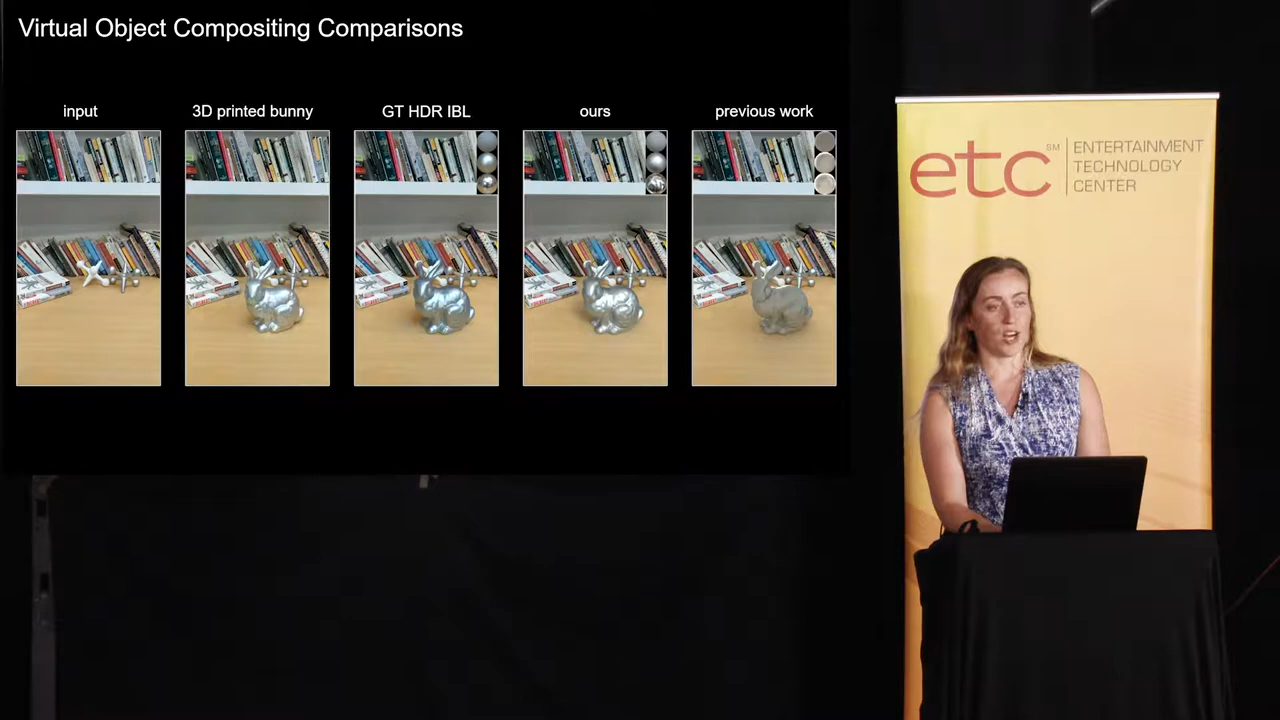 Virtual Object Compositing Comparisons
input
3D printed bunny
GT HDR IBL
ours
previous work
etc SM
ENTERTAINMENT
TECHNOLOGY
CENTER